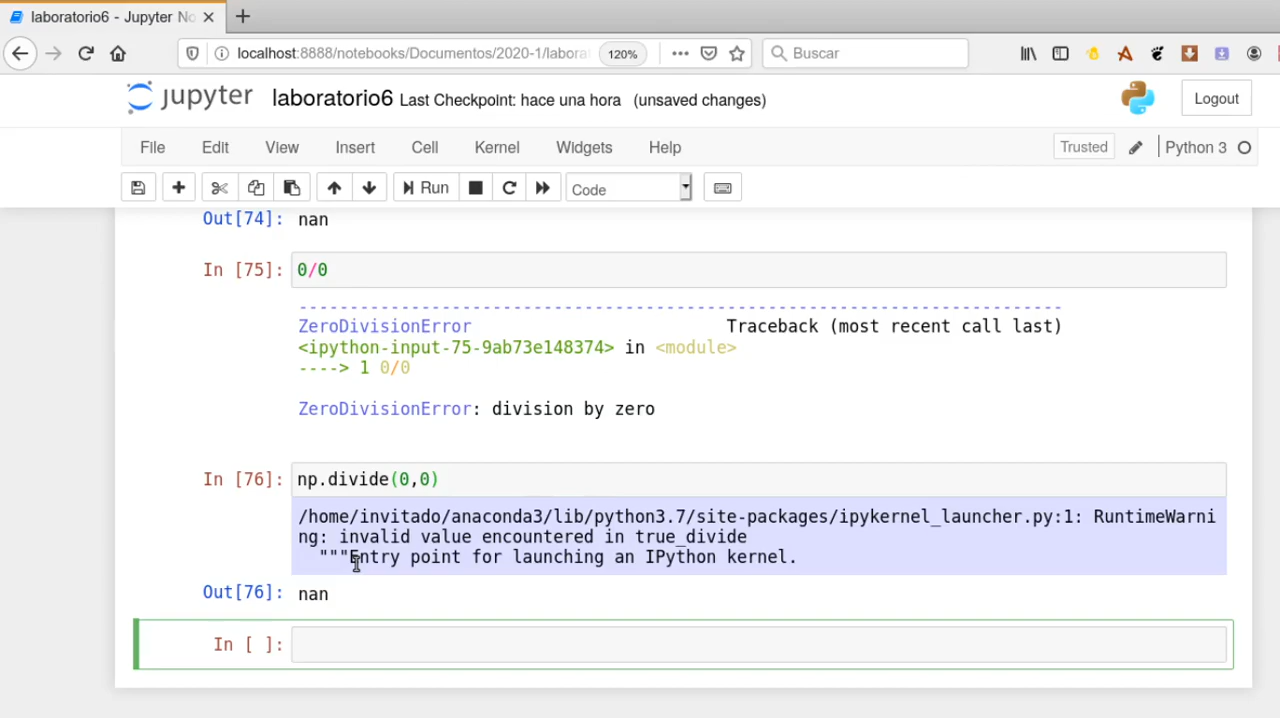 laboratorio6 - Jupyter No
localhost:8888/notebooks/Documentos/2020-1/labora
120%
Buscar
jupyter
laboratorio6 Last Checkpoint: hace una hora (unsaved changes)
Logout
File Edit View Insert Cell Kernel Widgets Help
Trusted
Python 3
Run
Code
Out[74]: nan
In [75]: 0/0
---------------------------------------------------------------------------
ZeroDivisionError                         Traceback (most recent call last)
<ipython-input-75-9ab73e148374> in <module>
----> 1 0/0
ZeroDivisionError: division by zero
In [76]: np.divide(0,0)
/home/invitado/anaconda3/lib/python3.7/site-packages/ipykernel_launcher.py:1: RuntimeWarni
ng: invalid value encountered in true_divide
"""Entry point for launching an IPython kernel.
Out[76]: nan
In [ ]: